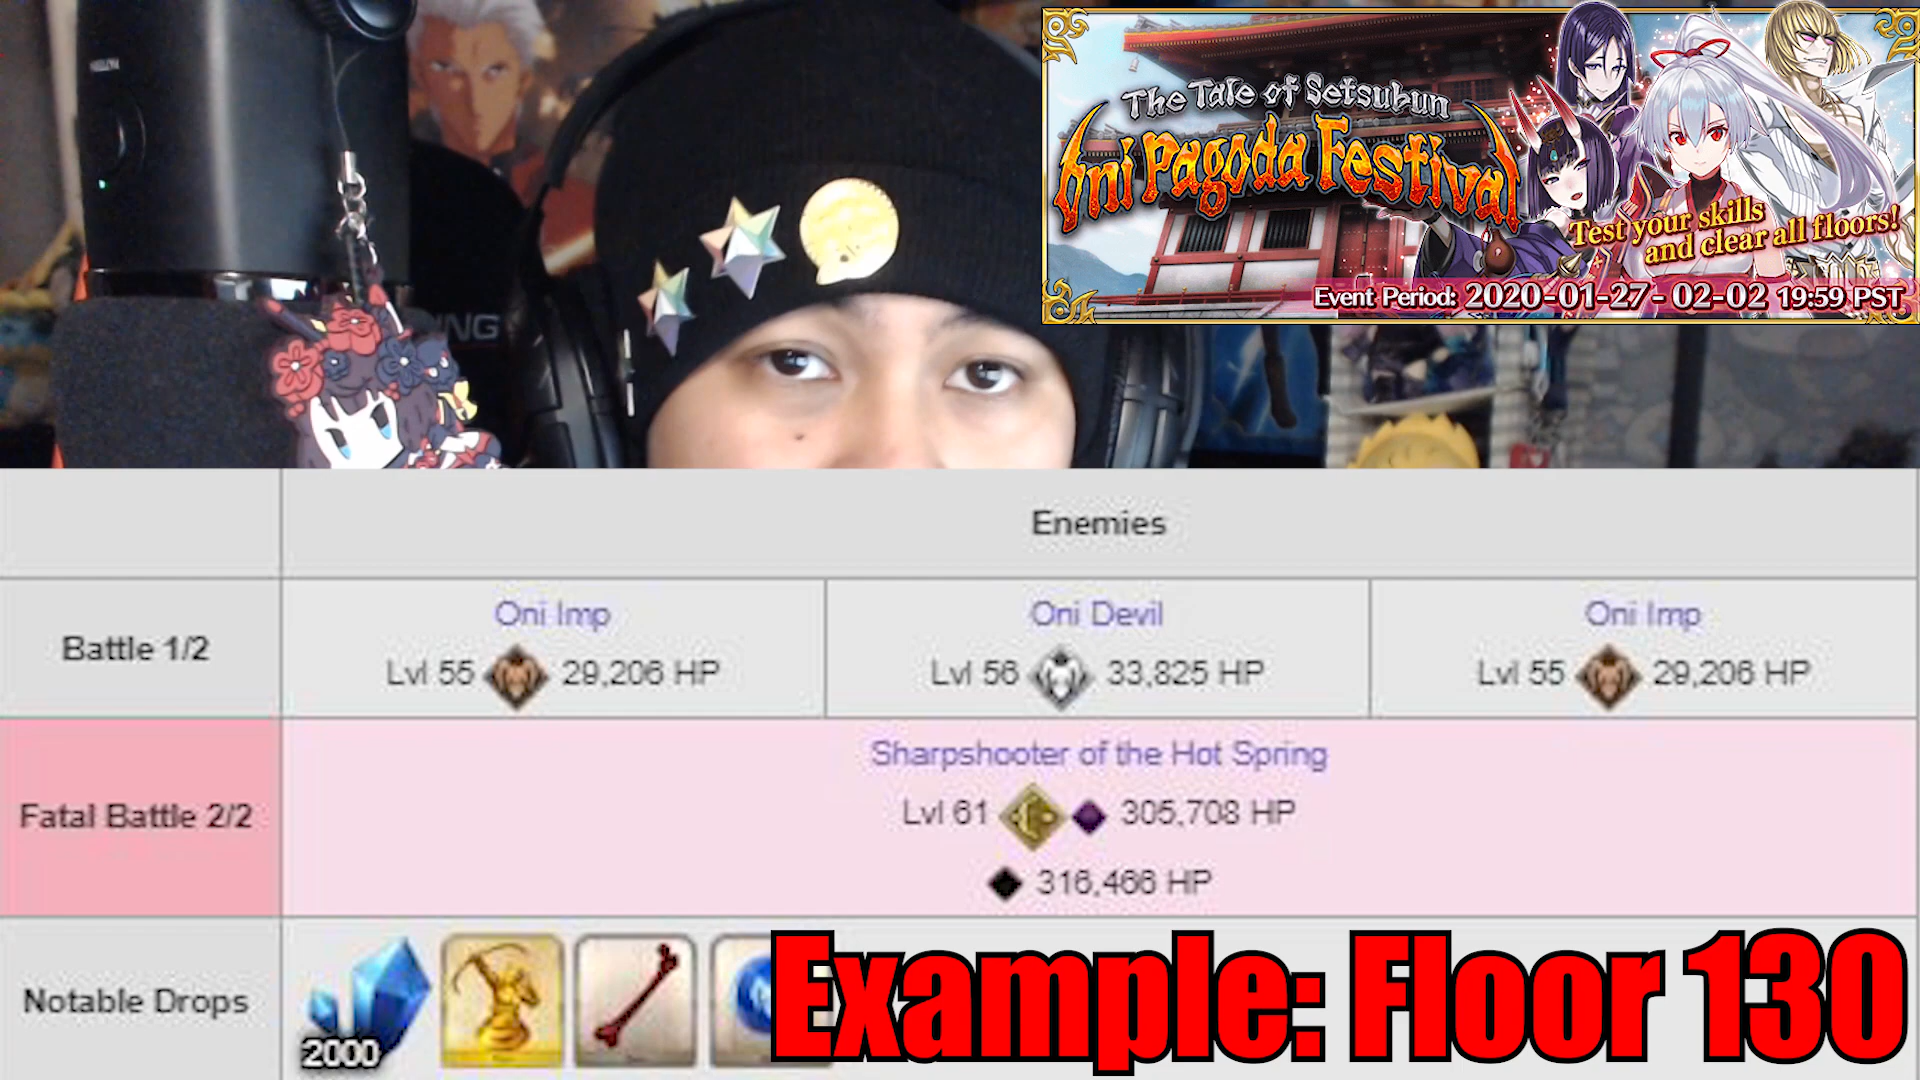 The Tale of Setsubun
Oni Pagoda Festival
Test your skills
and clear all floors!
Event Period: 2020-01-27 - 02-02 19:59 PST
Enemies
Battle 1/2
Oni Imp
Lvl 55 29,206 HP
Oni Devil
Lvl 56 33,825 HP
Oni Imp
Lvl 55 29,206 HP
Fatal Battle 2/2
Sharpshooter of the Hot Spring
Lvl 61 305,708 HP
316,466 HP
Notable Drops
2000
Example: Floor 130